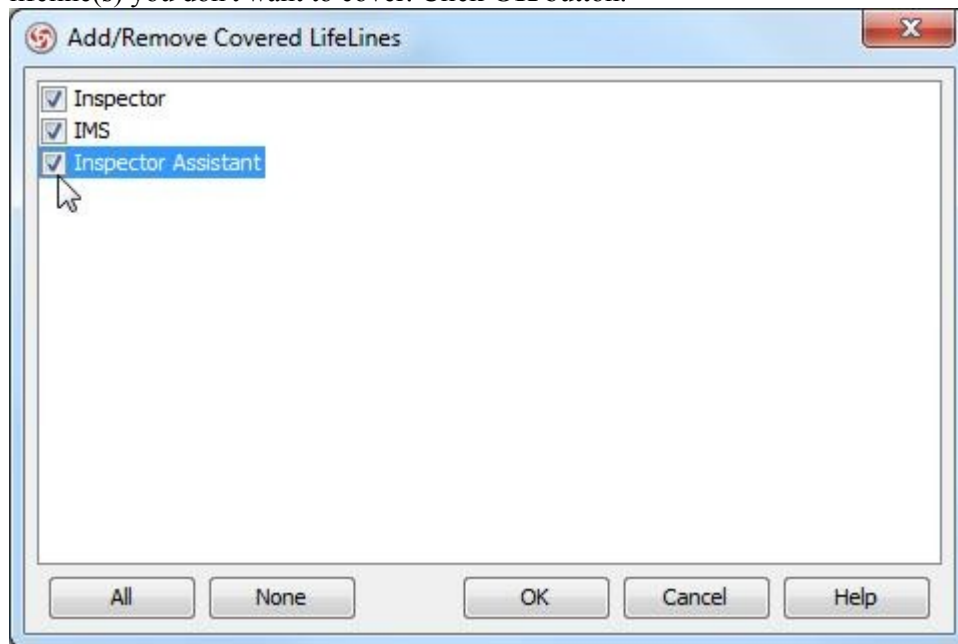 Add/Remove Covered LifeLines
Inspector
IMS
Inspector Assistant
All None OK Cancel Help